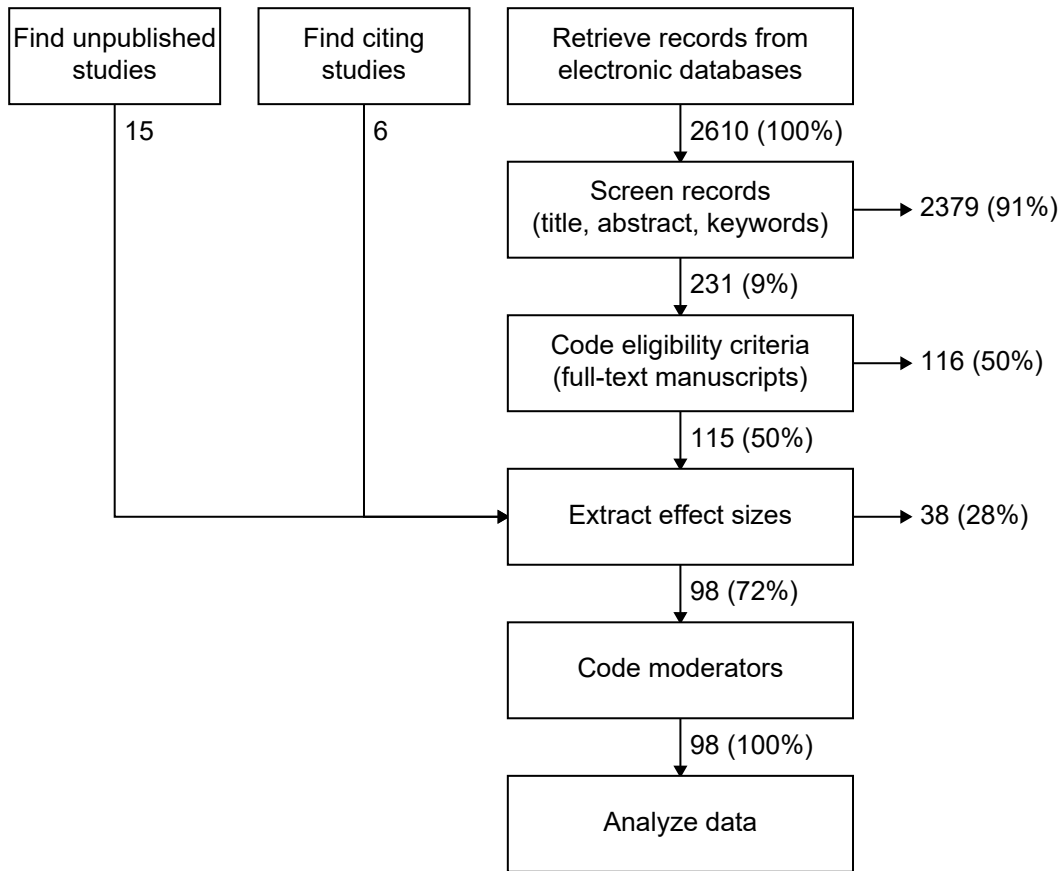 Find unpublished
studies
Find citing
studies
Retrieve records from
electronic databases
15
6
2610 (100%)
Screen records
(title, abstract, keywords)
2379 (91%)
231 (9%)
Code eligibility criteria
(full-text manuscripts)
116 (50%)
115 (50%)
Extract effect sizes
38 (28%)
98 (72%)
Code moderators
98 (100%)
Analyze data